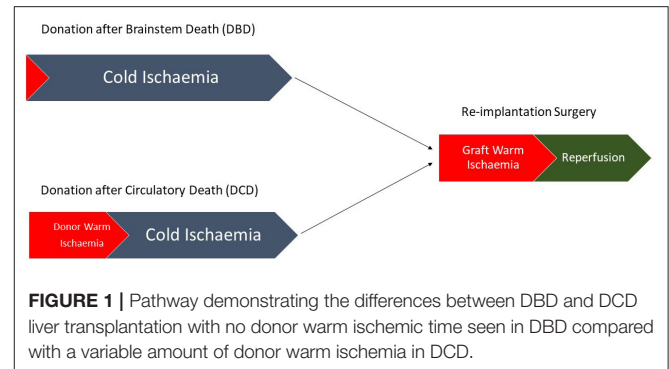 Donation after Brainstem Death (DBD)
Cold Ischaemia
Re-implantation Surgery
Graft Warm
Ischaemia
Reperfusion
Donation after Circulatory Death (DCD)
Donor Warm
Ischaemia
Cold Ischaemia
FIGURE 1 | Pathway demonstrating the differences between DBD and DCD
liver transplantation with no donor warm ischemic time seen in DBD compared
with a variable amount of donor warm ischemia in DCD.